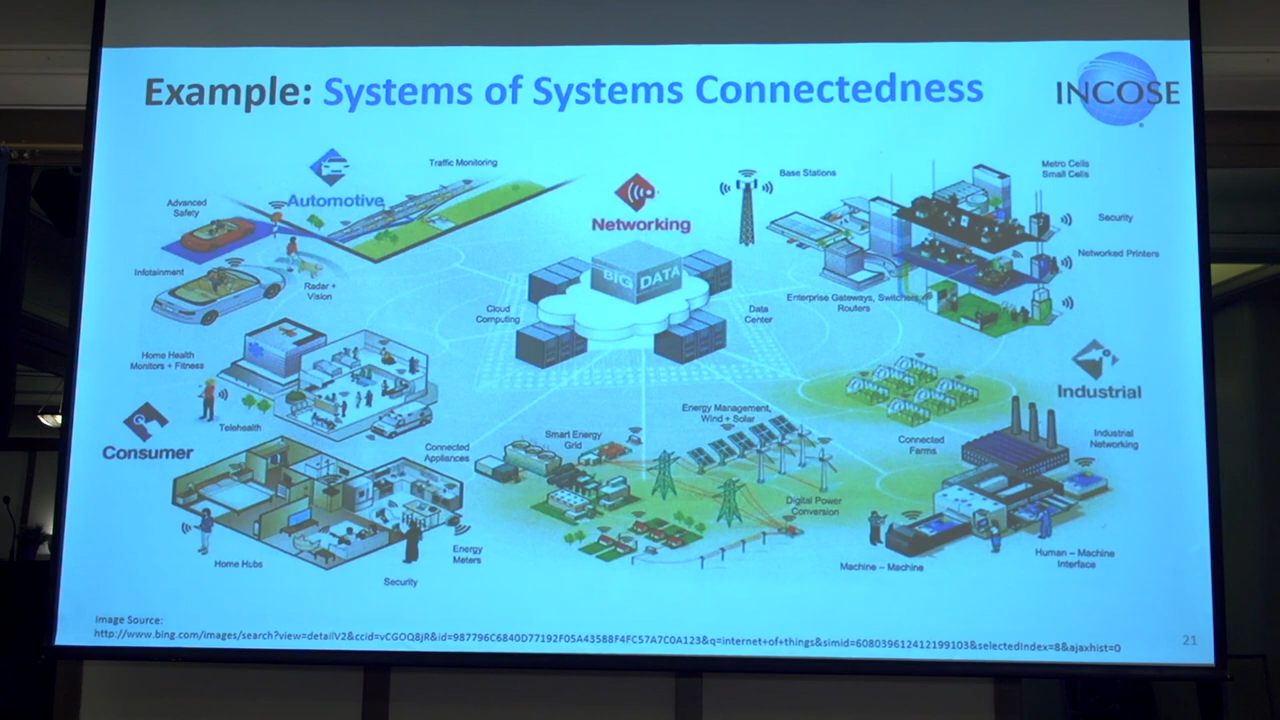 Example: Systems of Systems Connectedness
INCOSE
Automotive
Traffic Monitoring
Advanced
Safety
Infotainment
Radar +
Vision
Networking
BIG DATA
Cloud
Computing
Data
Center
Base Stations
Metro Cells
Small Cells
Security
Networked Printers
Enterprise Gateways, Switches
Routers
Home Health
Monitors + Fitness
Telehealth
Consumer
Connected
Appliances
Home Hubs
Security
Energy
Meters
Smart Energy
Grid
Energy Management,
Wind + Solar
Digital Power
Conversion
Connected
Farms
Industrial
Industrial
Networking
Machine – Machine
Human – Machine
Interface
Image Source:
http://www.bing.com/images/search?view=detailV2&ccid=vCGOQ8jR&id=987796C6840D77192F05A43588F4FC57A7C0A123&q=internet+of+things&simid=608039612412199103&selectedIndex=8&ajaxhist=0
21